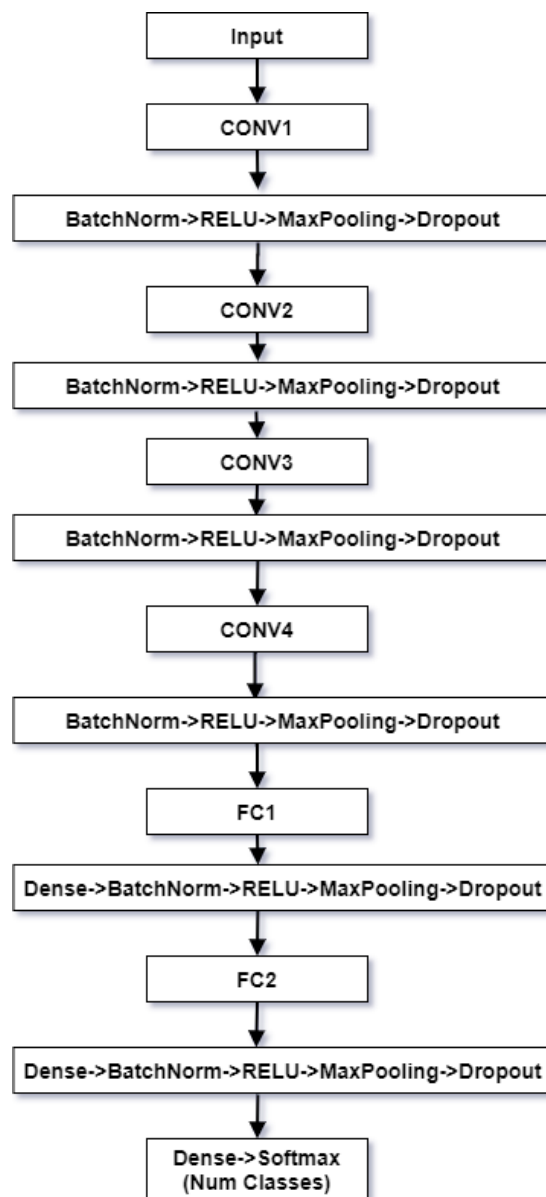 Input
CONV1
BatchNorm->RELU->MaxPooling->Dropout
CONV2
BatchNorm->RELU->MaxPooling->Dropout
CONV3
BatchNorm->RELU->MaxPooling->Dropout
CONV4
BatchNorm->RELU->MaxPooling->Dropout
FC1
Dense->BatchNorm->RELU->MaxPooling->Dropout
FC2
Dense->BatchNorm->RELU->MaxPooling->Dropout
Dense->Softmax
(Num Classes)